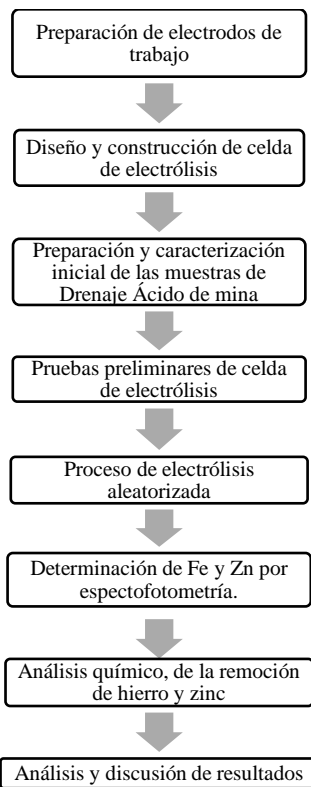 Preparación de electrodos de
trabajo
Diseño y construcción de celda
de electrólisis
Preparación y caracterización
inicial de las muestras de
Drenaje Ácido de mina
Pruebas preliminares de celda
de electrólisis
Proceso de electrólisis
aleatorizada
Determinación de Fe y Zn por
espectofotometría.
Análisis químico, de la remoción
de hierro y zinc
Análisis y discusión de resultados